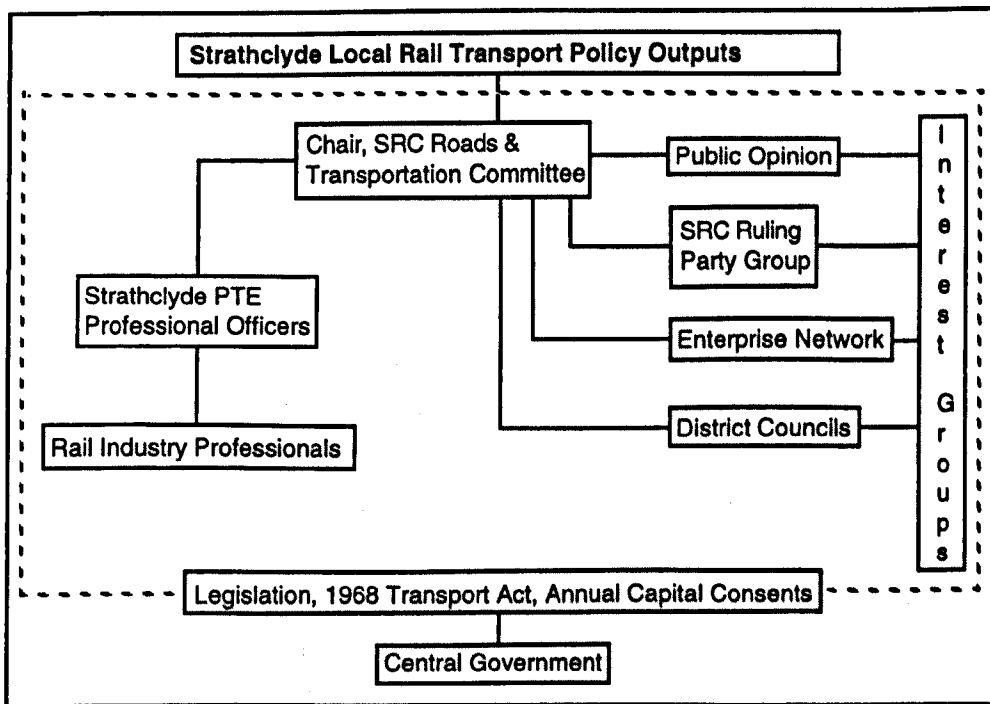 Strathclyde Local Rail Transport Policy Outputs
Chair, SRC Roads &
Transportation Committee
Public Opinion
SRC Ruling
Party Group
Strathclyde PTE
Professional Officers
Enterprise Network
District Councils
Rail Industry Professionals
Interest Groups
Legislation, 1968 Transport Act, Annual Capital Consents
Central Government